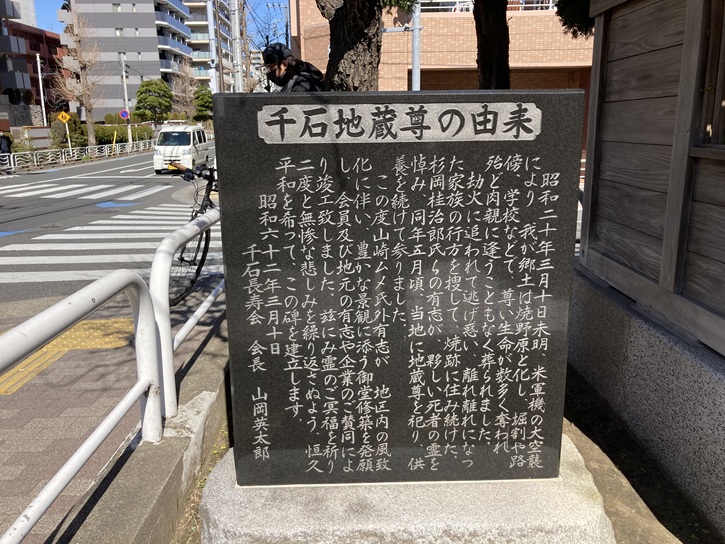 千石地蔵尊の由来
昭和二十年三月十日未明、米軍機の大空襲
により、我が郷土は焼野原と化し、堀割や路
傍、学校などで、尊い生命が数多く奪われ
殆ど肉親に逢うこともなく葬られました。
劫火に追われて逃げ惑い、離れ離れになっ
た家族の行方を捜して、焼跡に住み続けた、
杉岡桂治郎氏らの有志が、夥しい死者の霊を
悼み、同年五月頃、当地に地蔵尊を祀り、供
養を続けて参りました。
この度山崎ムメ氏外有志が、地区内の風致
化に伴い、豊かな景観に添う御堂修築を発願
し、会員及び地元の有志や企業のご賛同によ
り竣工致しました。玆にみ霊のご冥福を祈り
二度と無惨な悲しみを繰り返さぬよう、恒久
平和を希って、この碑を建立します。
昭和六十二年三月十日
千石長寿会 会長 山岡英太郎